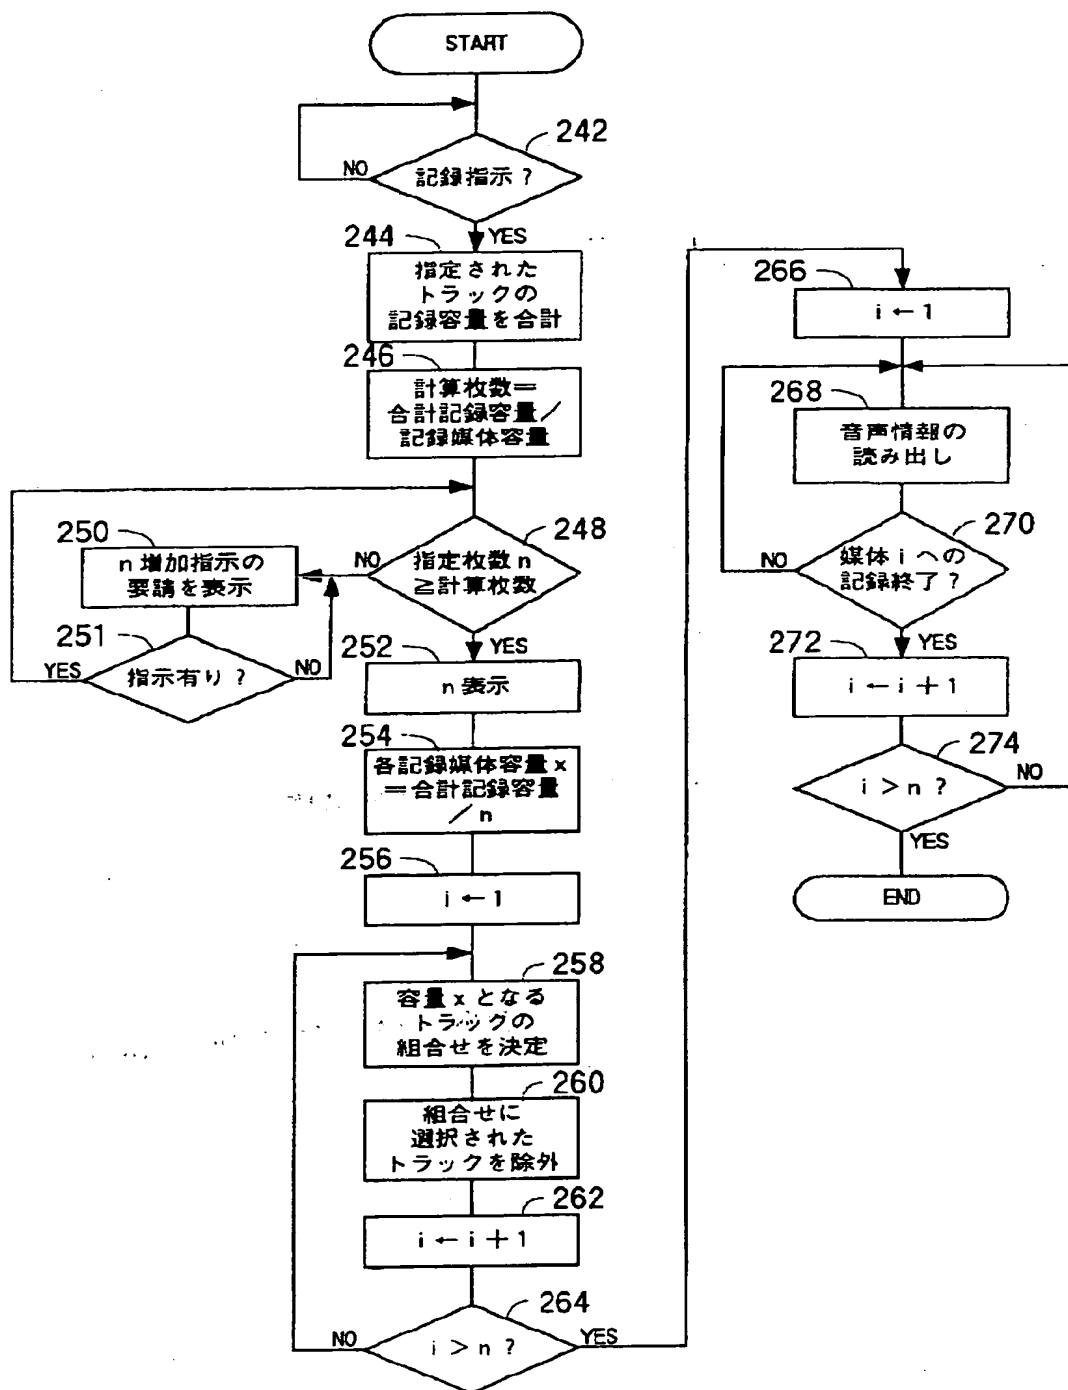 START
242
記録指示?
NO
YES
244
指定された
トラックの
記録容量を合計
246
計算枚数=
合計記録容量/
記録媒体容量
248
指定枚数 n
≧計算枚数
NO
YES
250
n 増加指示の
要請を表示
251
指示有り?
YES
NO
252
n 表示
254
各記録媒体容量 x
=合計記録容量
/n
256
i ← 1
258
容量 x となる
トラックの
組合せを決定
260
組合せに
選択された
トラックを除外
262
i ← i + 1
264
i > n ?
NO
YES
266
i ← 1
268
音声情報の
読み出し
270
媒体 i への
記録終了?
NO
YES
272
i ← i + 1
274
i > n ?
NO
YES
END